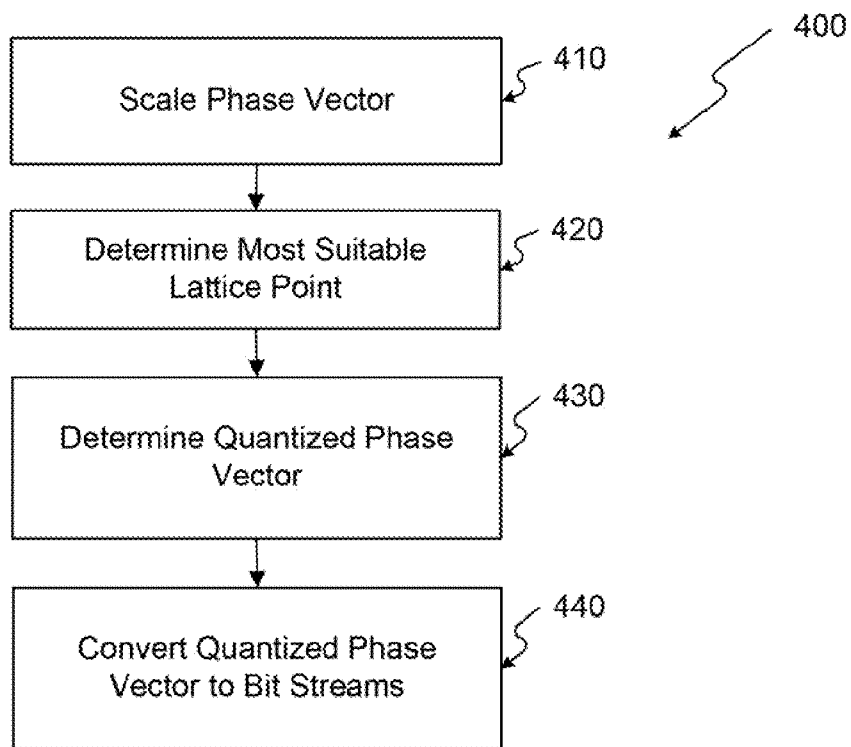 400
410
Scale Phase Vector
420
Determine Most Suitable
Lattice Point
430
Determine Quantized Phase
Vector
440
Convert Quantized Phase
Vector to Bit Streams